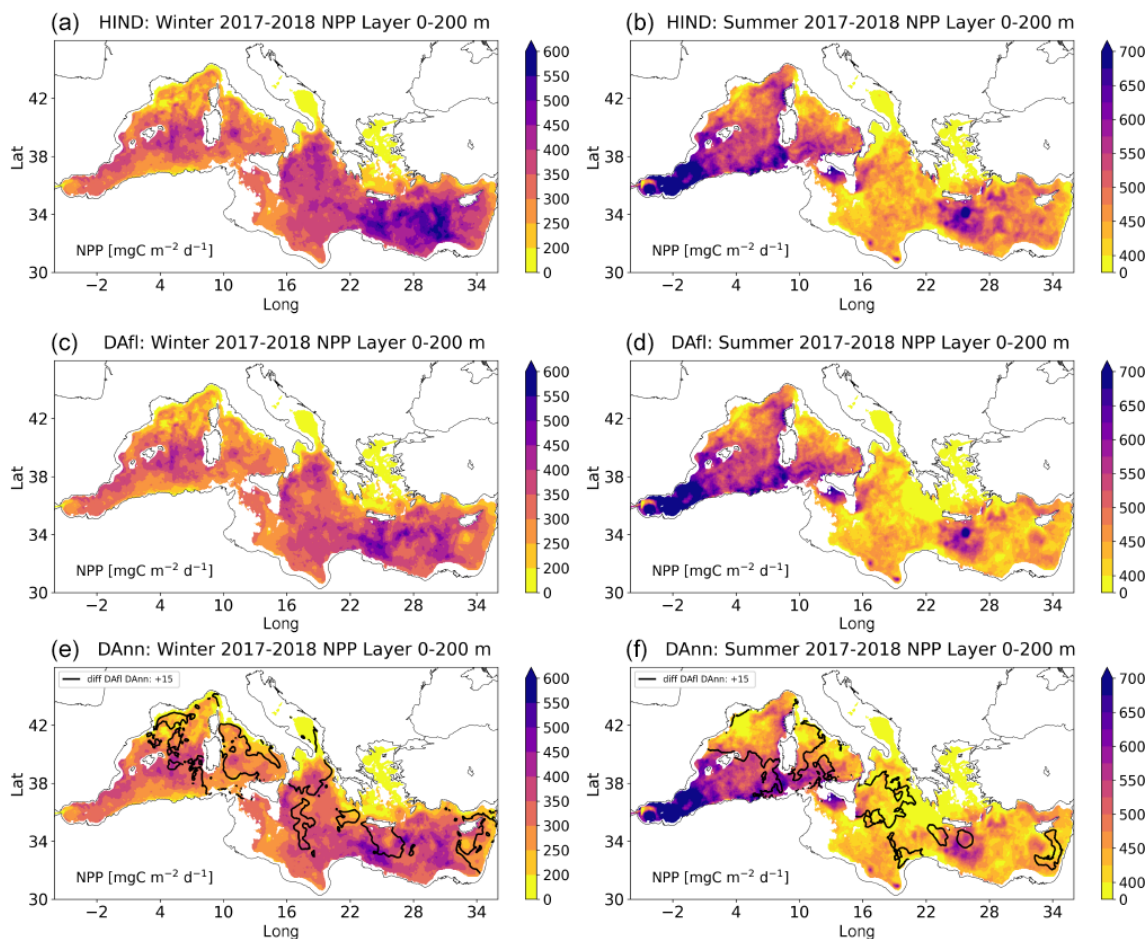 (a) HIND: Winter 2017-2018 NPP Layer 0-200 m
600
550
500
450
400
350
300
250
200
0
42
38
34
30
Lat
NPP [mgC m⁻² d⁻¹]
−2 4 10 16 22 28 34
Long
(b) HIND: Summer 2017-2018 NPP Layer 0-200 m
700
650
600
550
500
450
400
0
42
38
34
30
Lat
NPP [mgC m⁻² d⁻¹]
−2 4 10 16 22 28 34
Long
(c) DAfl: Winter 2017-2018 NPP Layer 0-200 m
600
550
500
450
400
350
300
250
200
0
42
38
34
30
Lat
NPP [mgC m⁻² d⁻¹]
−2 4 10 16 22 28 34
Long
(d) DAfl: Summer 2017-2018 NPP Layer 0-200 m
700
650
600
550
500
450
400
0
42
38
34
30
Lat
NPP [mgC m⁻² d⁻¹]
−2 4 10 16 22 28 34
Long
(e) DAnn: Winter 2017-2018 NPP Layer 0-200 m
diff DAfl DAnn: +15
600
550
500
450
400
350
300
250
200
0
42
38
34
30
Lat
NPP [mgC m⁻² d⁻¹]
−2 4 10 16 22 28 34
Long
(f) DAnn: Summer 2017-2018 NPP Layer 0-200 m
diff DAfl DAnn: +15
700
650
600
550
500
450
400
0
42
38
34
30
Lat
NPP [mgC m⁻² d⁻¹]
−2 4 10 16 22 28 34
Long